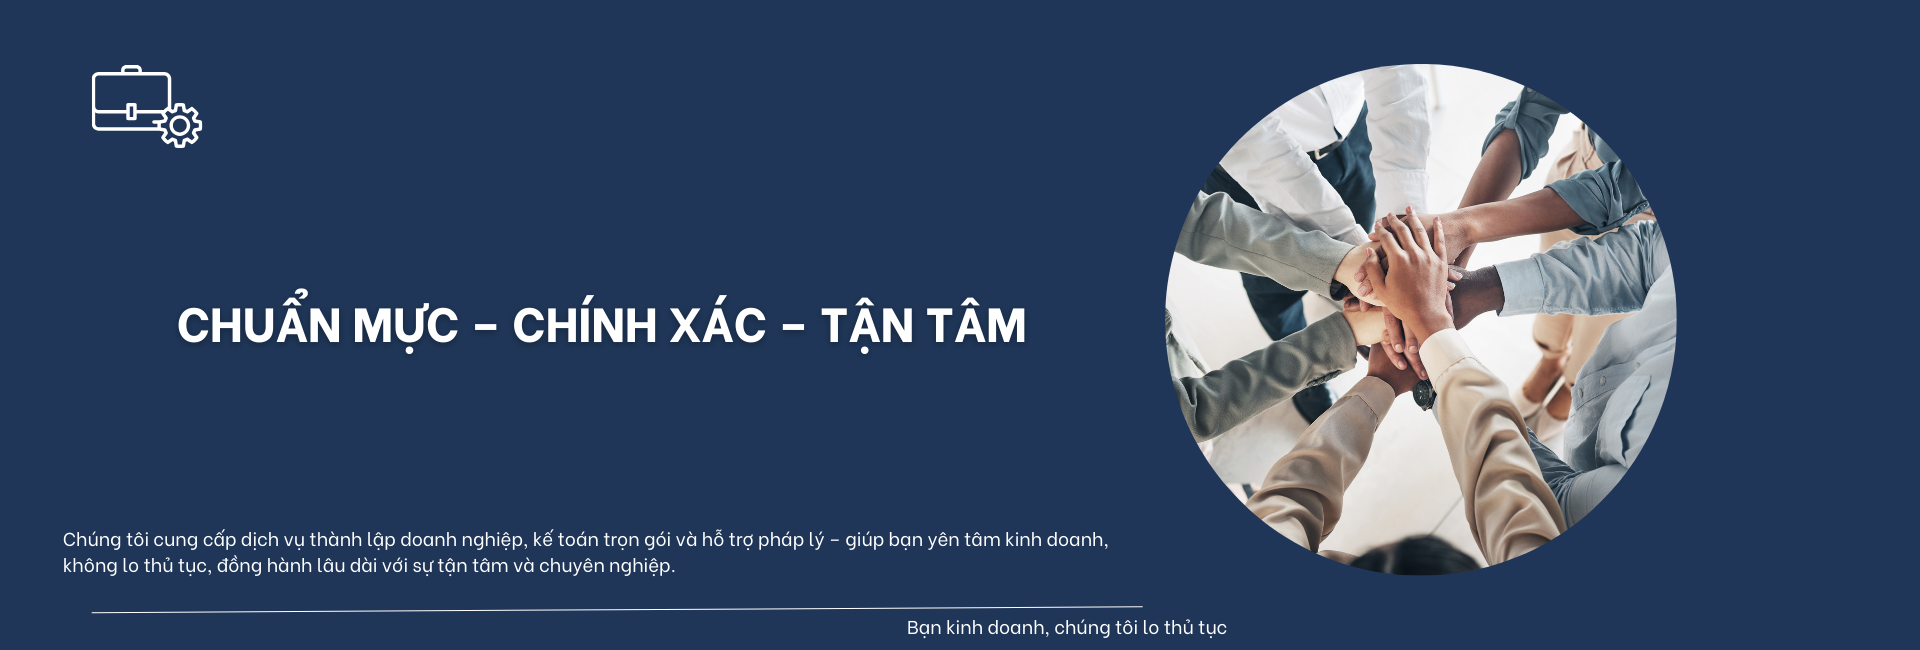 CHUẨN MỰC – CHÍNH XÁC – TẬN TÂM
Chúng tôi cung cấp dịch vụ thành lập doanh nghiệp, kế toán trọn gói và hỗ trợ pháp lý – giúp bạn yên tâm kinh doanh,
không lo thủ tục, đồng hành lâu dài với sự tận tâm và chuyên nghiệp.
Bạn kinh doanh, chúng tôi lo thủ tục